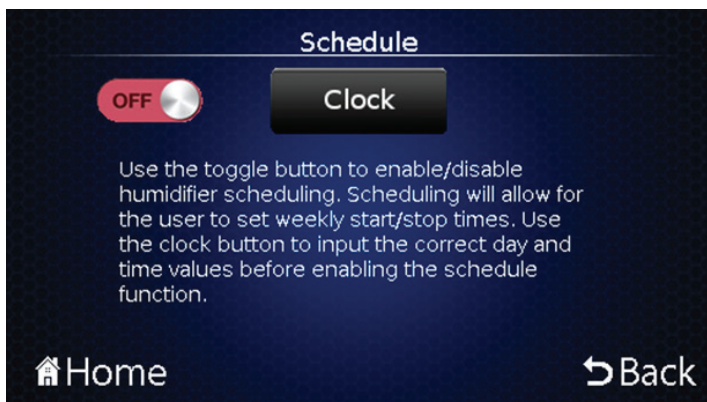 Schedule
OFF
Clock
Use the toggle button to enable/disable
humidifier scheduling. Scheduling will allow for
the user to set weekly start/stop times. Use
the clock button to input the correct day and
time values before enabling the schedule
function.
Home
Back